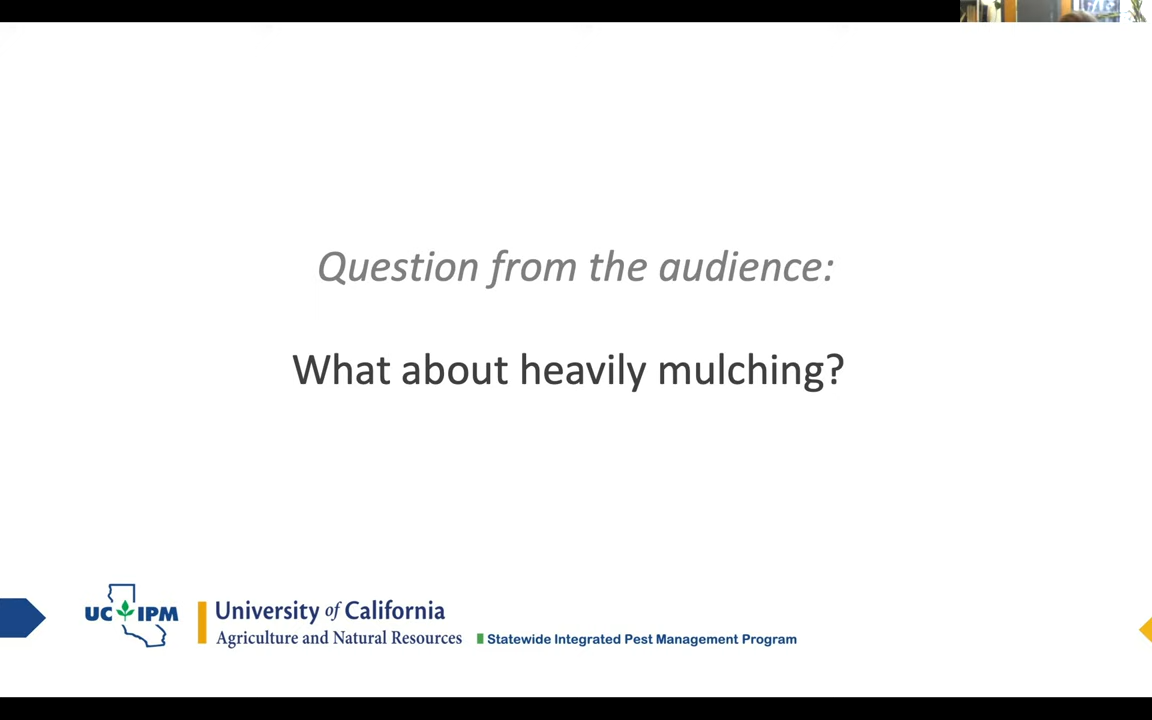 Question from the audience:
What about heavily mulching?
UC IPM
University of California
Agriculture and Natural Resources
Statewide Integrated Pest Management Program